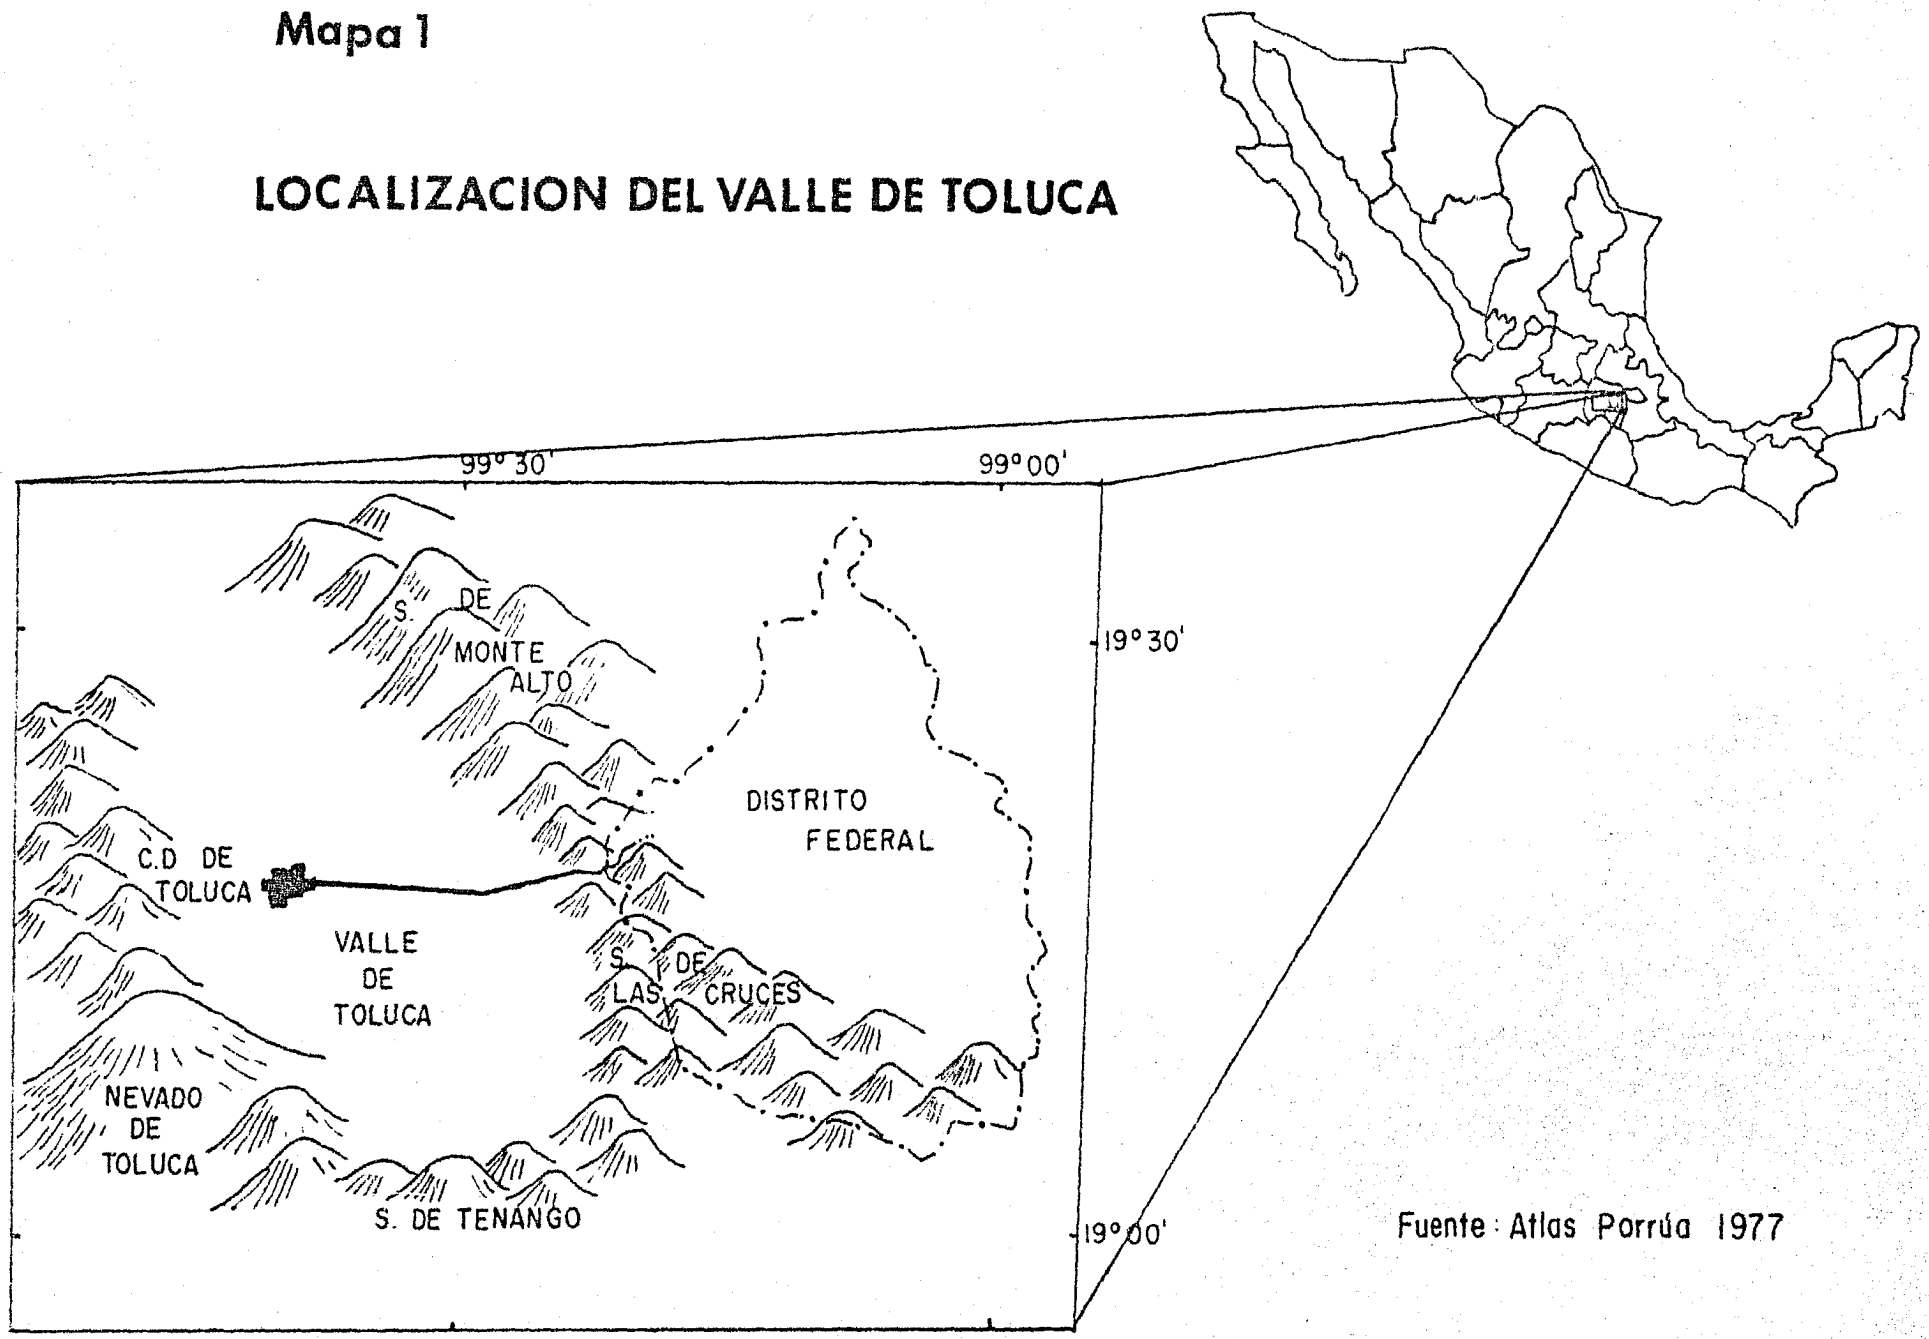 Mapa 1
LOCALIZACION DEL VALLE DE TOLUCA
99° 30'
99° 00'
S. DE
MONTE
ALTO
19° 30'
DISTRITO
FEDERAL
C.D DE
TOLUCA
VALLE
DE
TOLUCA
S. DE
LAS CRUCES
NEVADO
DE
TOLUCA
S. DE TENANGO
19° 00'
Fuente : Atlas Porrúa 1977